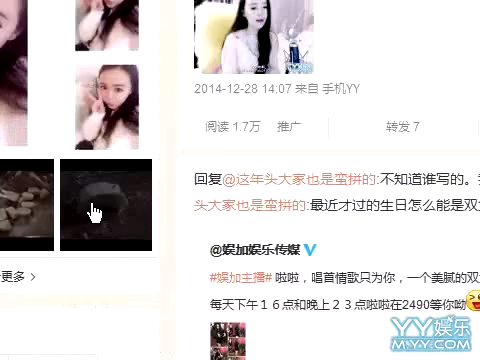 2014-12-28 14:07 来自 手机YY
阅读 1.7万 推广 转发 7
回复@这年头大家也是蛮拼的:不知道谁写的。
头大家也是蛮拼的:最近才过的生日怎么能是双
更多 >
@娱加娱乐传媒
#娱加主播# 啦啦，唱首情歌只为你，一个美腻的双
每天下午１６点和晚上２３点啦啦在2490等你呦
YY娱乐
M.YY.COM